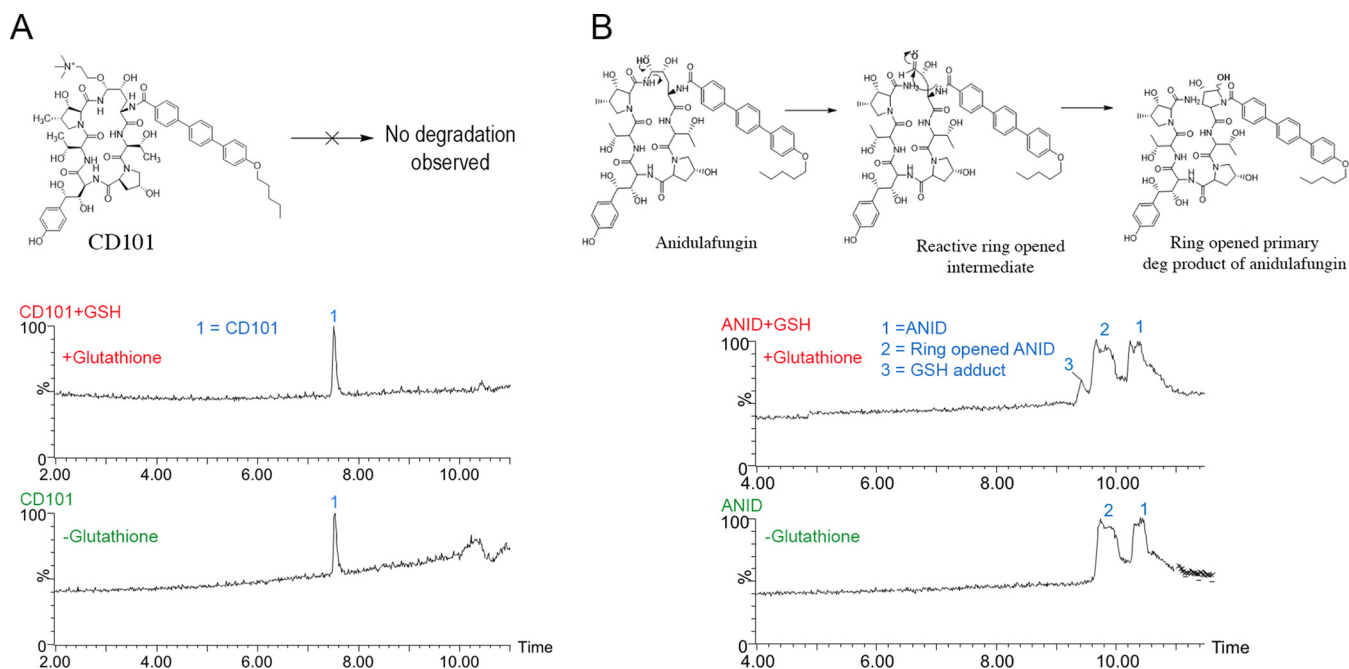 A
B
No degradation
observed
CD101
Anidulafungin
Reactive ring opened
intermediate
Ring opened primary
deg product of anidulafungin
CD101+GSH
+Glutathione
1 = CD101
1
100
%
0
2.00 4.00 6.00 8.00 10.00
CD101
-Glutathione
1
100
%
0
2.00 4.00 6.00 8.00 10.00
Time
ANID+GSH
+Glutathione
1 =ANID
2 = Ring opened ANID
3 = GSH adduct
3
2
1
100
%
0
4.00 6.00 8.00 10.00
ANID
-Glutathione
2
1
100
%
0
4.00 6.00 8.00 10.00
Time